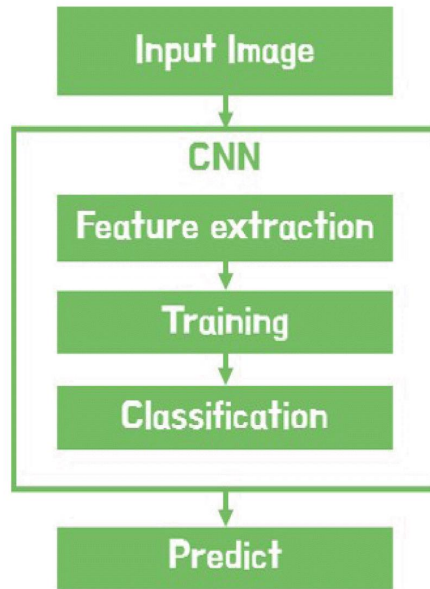 Input Image
CNN
Feature extraction
Training
Classification
Predict